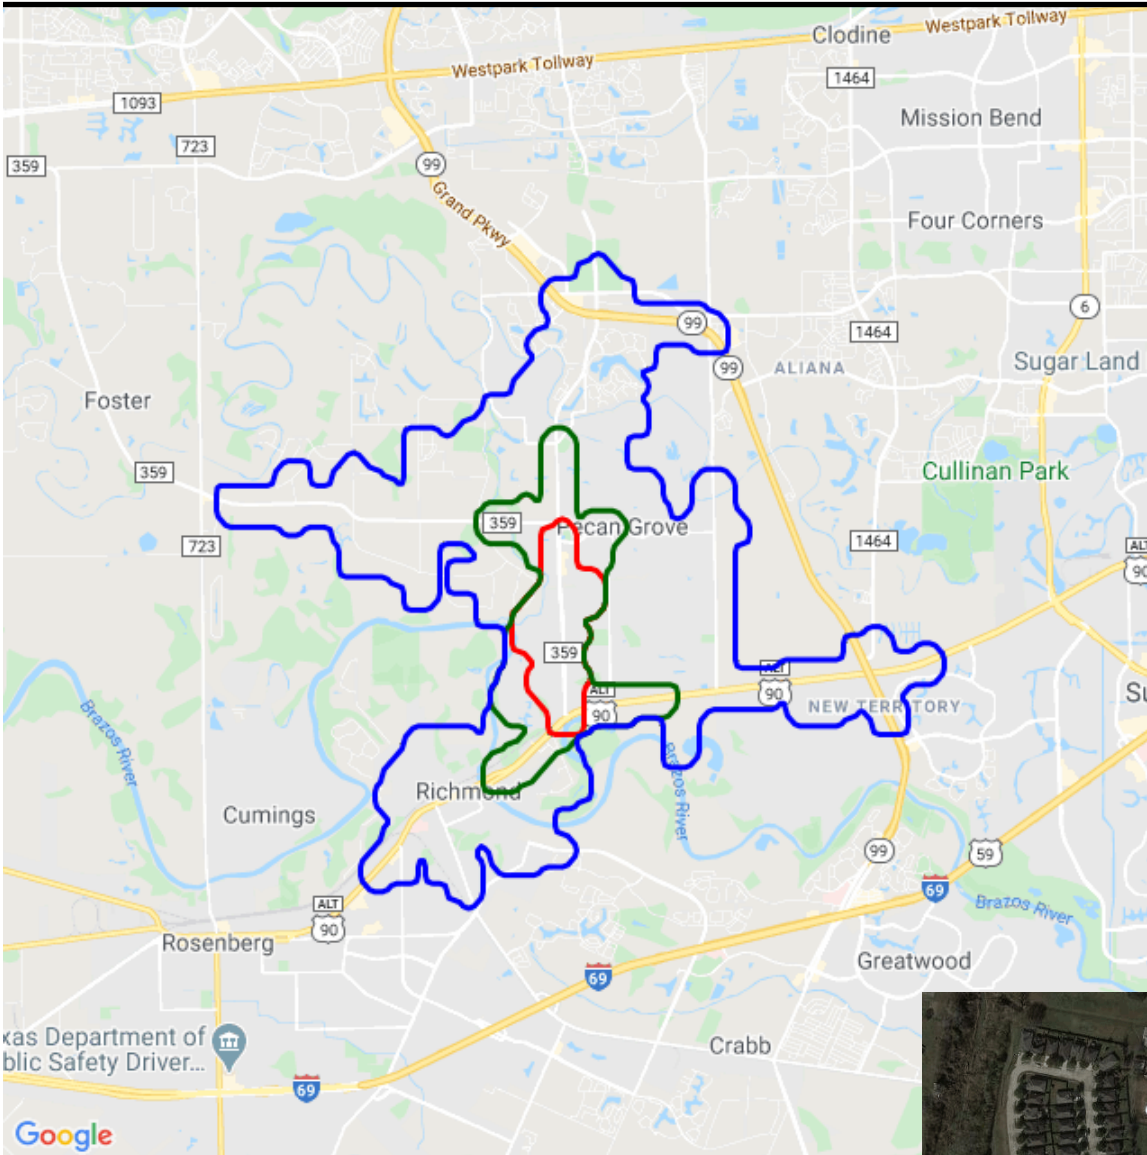 Clodine
Westpark Tollway
Westpark Tollway
1464
1093
Mission Bend
723
359
99
Grand Pkwy
Four Corners
6
99
1464
99
ALIANA
Sugar Land
Foster
359
Cullinan Park
359
Pecan Grove
723
1464
ALT
90
359
ALT
90
ALT
90
NEW TERRITORY
Su
Brazos River
Brazos River
Richmond
Cumings
99
59
69
ALT
90
Brazos River
Rosenberg
69
Greatwood
xas Department of
blic Safety Driver...
Crabb
69
Google